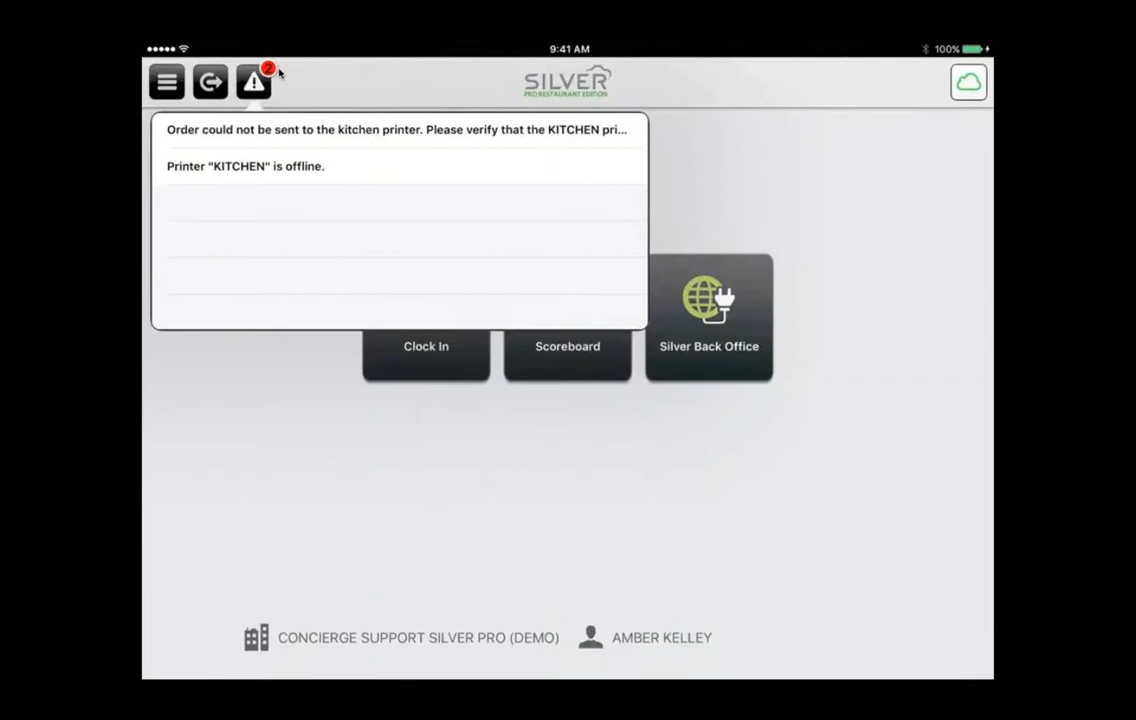 9:41 AM
100%
2
SILVER
PRO RESTAURANT EDITION
Order could not be sent to the kitchen printer. Please verify that the KITCHEN pri...
Printer "KITCHEN" is offline.
Clock In
Scoreboard
Silver Back Office
CONCIERGE SUPPORT SILVER PRO (DEMO)
AMBER KELLEY